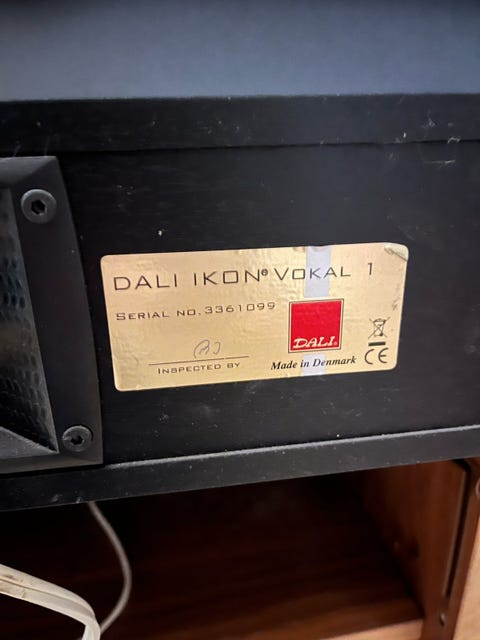 DALI IKON® VOKAL 1
SERIAL NO. 3361099
DALI
INSPECTED BY
Made in Denmark CE